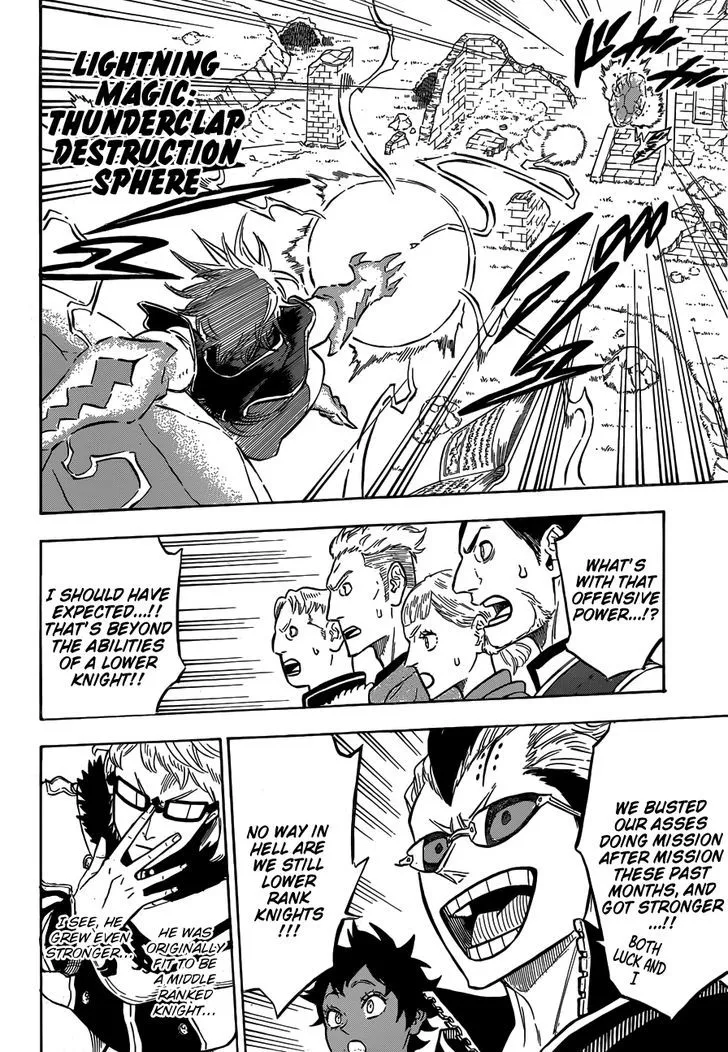 LIGHTNING
MAGIC:
THUNDERCLAP
DESTRUCTION
SPHERE
WHAT'S
WITH THAT
OFFENSIVE
POWER...!?
I SHOULD HAVE
EXPECTED...!!
THAT'S BEYOND
THE ABILITIES
OF A LOWER
KNIGHT!!
WE BUSTED
OUR ASSES
DOING MISSION
AFTER MISSION
THESE PAST
MONTHS, AND
GOT STRONGER
...!!
BOTH
LUCK AND
I
NO WAY IN
HELL ARE
WE STILL
LOWER
RANK
KNIGHTS
!!!
HE WAS
ORIGINALLY
FIT TO BE
A MIDDLE
RANKED
KNIGHT...
I SEE, HE
GREW EVEN
STRONGER...